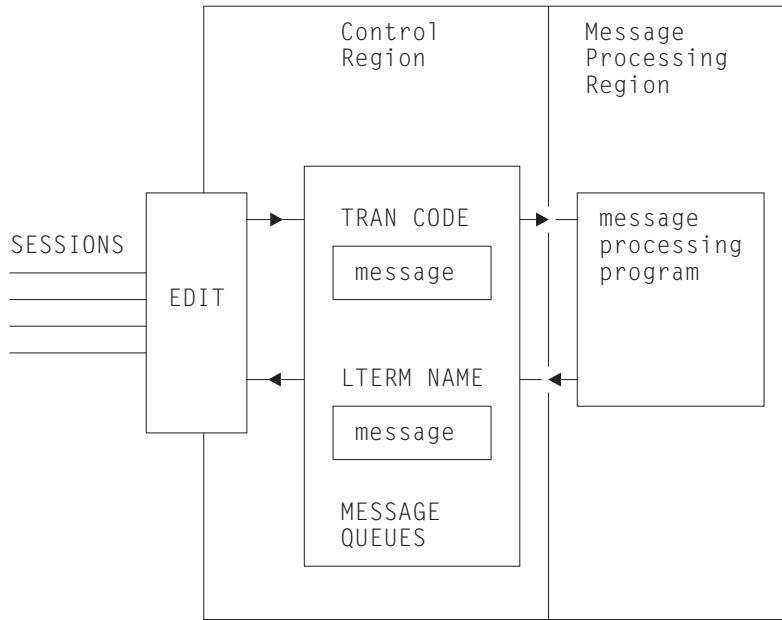 Control
Region
Message
Processing
Region
SESSIONS
EDIT
TRAN CODE
message
LTERM NAME
message
MESSAGE
QUEUES
message
processing
program